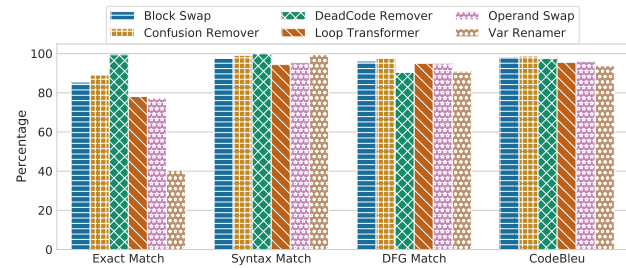 Block Swap DeadCode Remover Operand Swap
Confusion Remover Loop Transformer Var Renamer
Percentage
100
80
60
40
20
0
Exact Match Syntax Match DFG Match CodeBleu